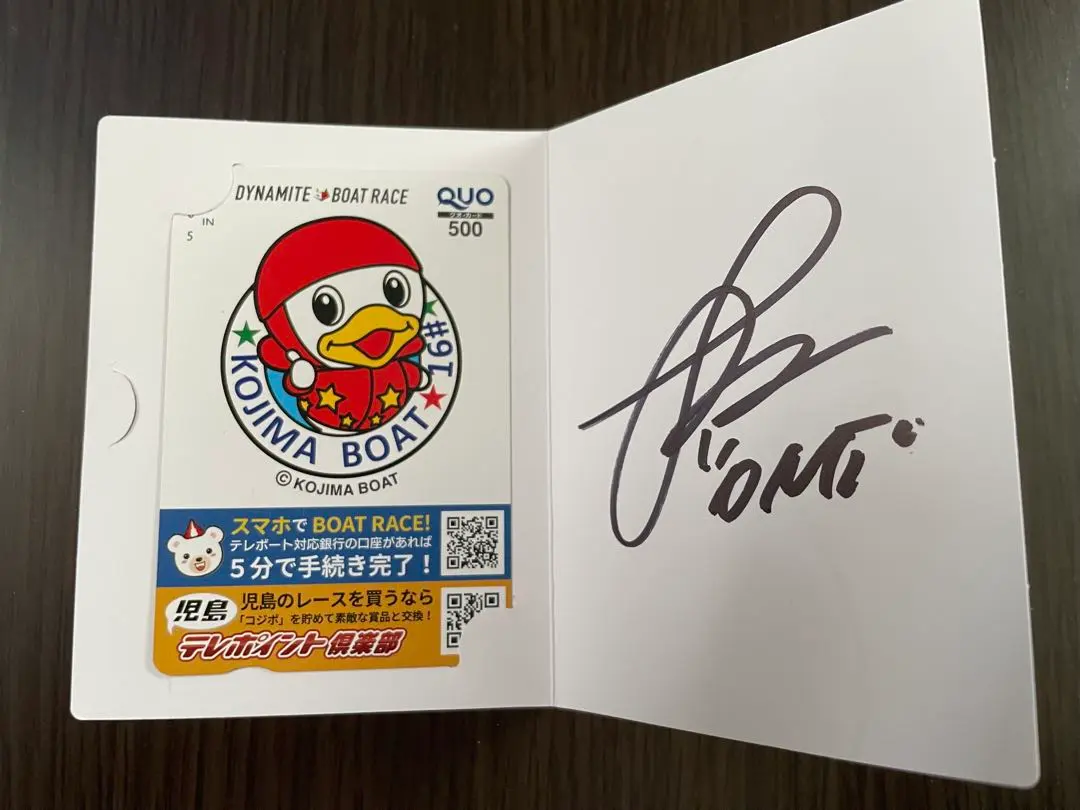 DYNAMITE BOAT RACE
QUO
クオ・カード
500
IN
5
KOJIMA BOAT 16#
© KOJIMA BOAT
スマホで BOAT RACE!
テレボート対応銀行の口座があれば
5分で手続き完了!
児島
児島のレースを買うなら
「コジポ」を貯めて素敵な賞品と交換!
テレポイント倶楽部